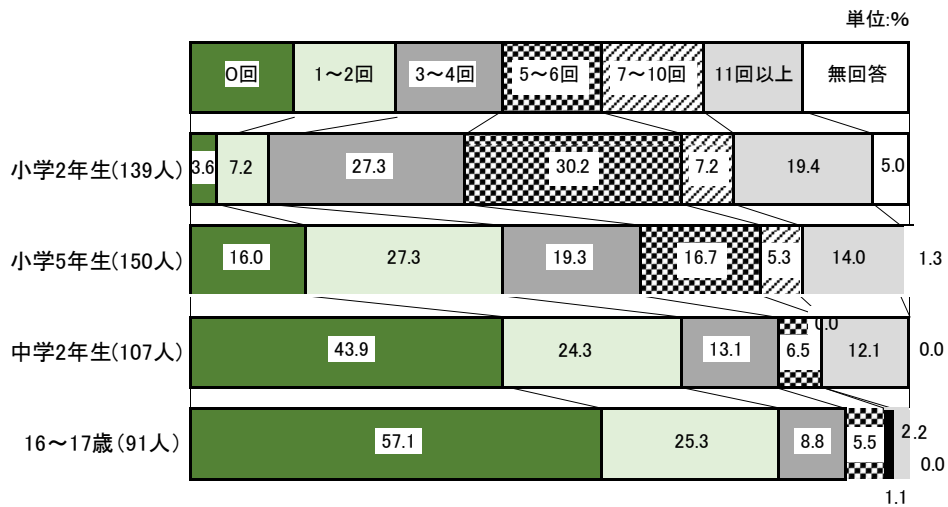 単位:%
0回 1～2回 3～4回 5～6回 7～10回 11回以上 無回答
小学2年生(139人) 3.6 7.2 27.3 30.2 7.2 19.4 5.0
小学5年生(150人) 16.0 27.3 19.3 16.7 5.3 14.0 1.3
中学2年生(107人) 43.9 24.3 13.1 6.5 0.0 12.1 0.0
16～17歳(91人) 57.1 25.3 8.8 5.5 1.1 2.2 0.0